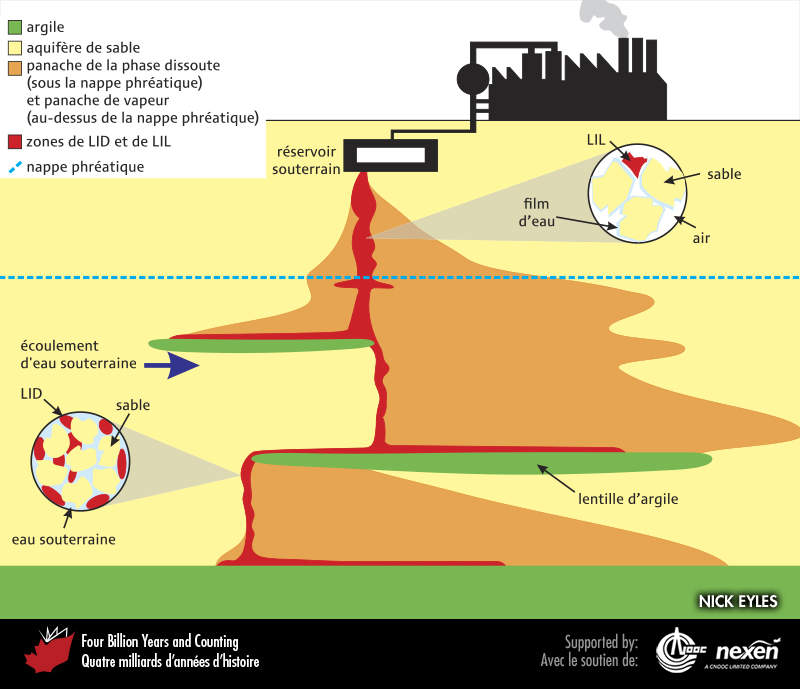 argile
aquifère de sable
panache de la phase dissoute
(sous la nappe phréatique)
et panache de vapeur
(au-dessus de la nappe phréatique)
zones de LID et de LIL
nappe phréatique
réservoir
souterrain
LIL
sable
film
d'eau
air
écoulement
d'eau souterraine
LID
sable
eau souterraine
lentille d'argile
NICK EYLES
Four Billion Years and Counting
Quatre milliards d'années d'histoire
Supported by:
Avec le soutien de:
CNOOC
nexen
A CNOOC LIMITED COMPANY